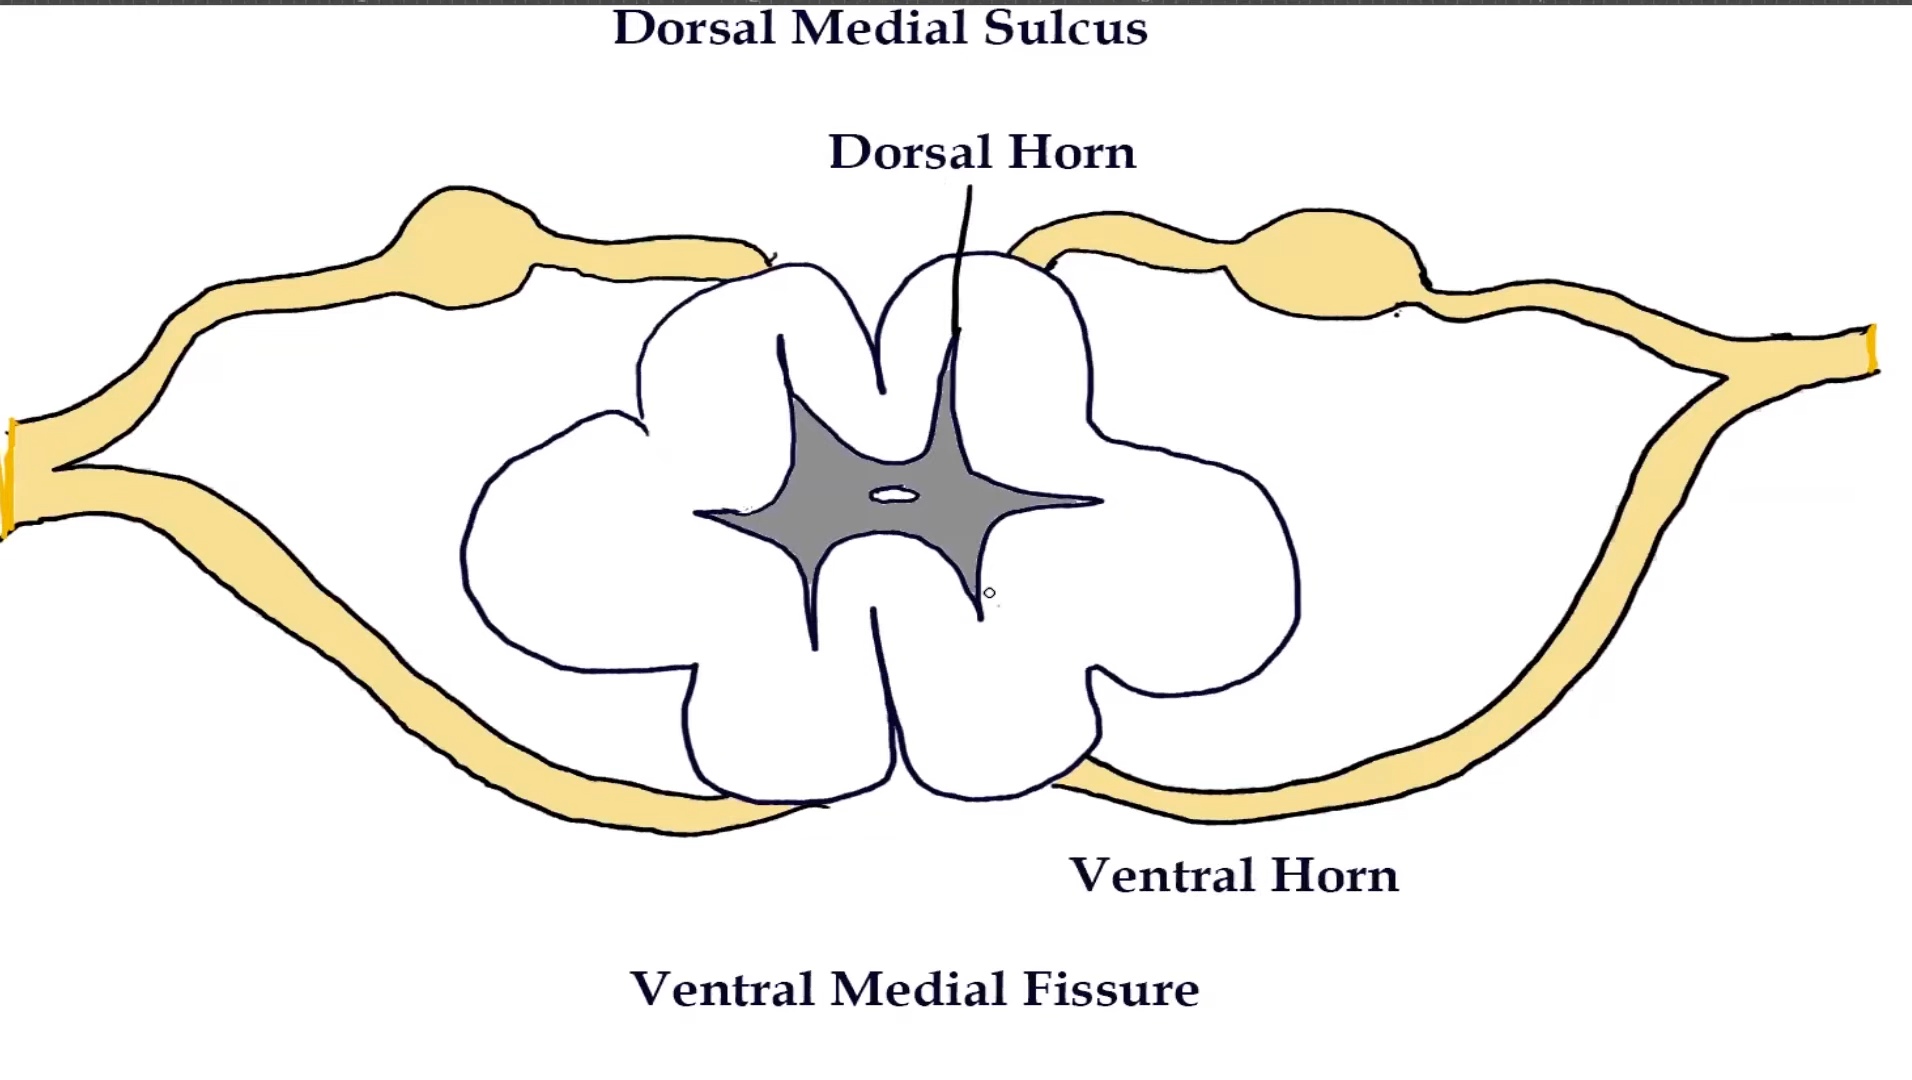 Dorsal Medial Sulcus
Dorsal Horn
Ventral Horn
Ventral Medial Fissure